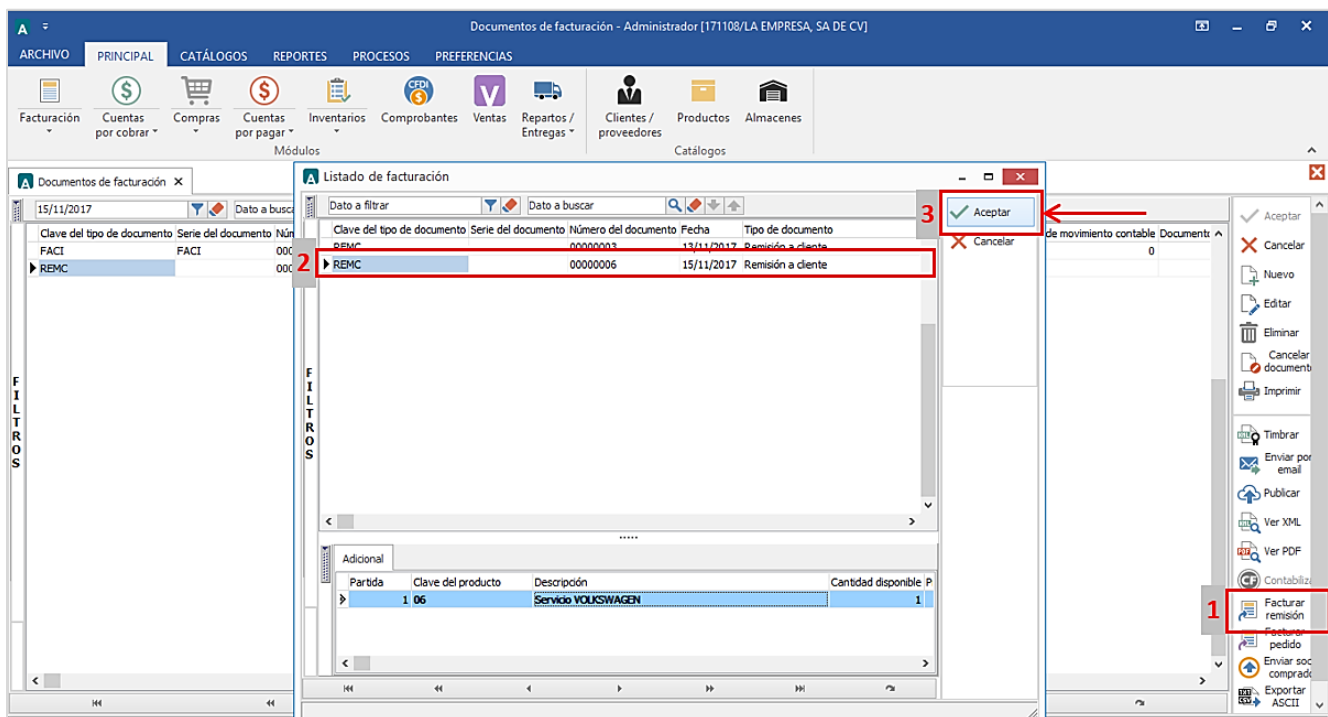 Documentos de facturación - Administrador [171108/LA EMPRESA, SA DE CV]
ARCHIVO PRINCIPAL CATÁLOGOS REPORTES PROCESOS PREFERENCIAS
Facturación
Cuentas
por cobrar
Compras
Cuentas
por pagar
Inventarios
CFDI
Comprobantes
Ventas
Repartos /
Entregas
Módulos
Clientes /
proveedores
Productos
Almacenes
Catálogos
Documentos de facturación
15/11/2017 Dato a busca
Clave del tipo de documento Serie del documento Núm
FACI FACI 000
REMC 000
FILTROS
Listado de facturación
Dato a filtrar Dato a buscar
Clave del tipo de documento Serie del documento Número del documento Fecha Tipo de documento
REMC 00000003 13/11/2017 Remisión a cliente
2 REMC 00000006 15/11/2017 Remisión a cliente
FILTROS
3 Aceptar
Cancelar
Adicional
Partida Clave del producto Descripción Cantidad disponible P
1 06 Servicio VOLKSWAGEN 1
de movimiento contable Documento
0
Aceptar
Cancelar
Nuevo
Editar
Eliminar
Cancelar
documento
Imprimir
Timbrar
Enviar por
email
Publicar
Ver XML
Ver PDF
Contabiliza
1 Facturar
remisión
Facturar
pedido
Enviar soc
comprado
Exportar
ASCII